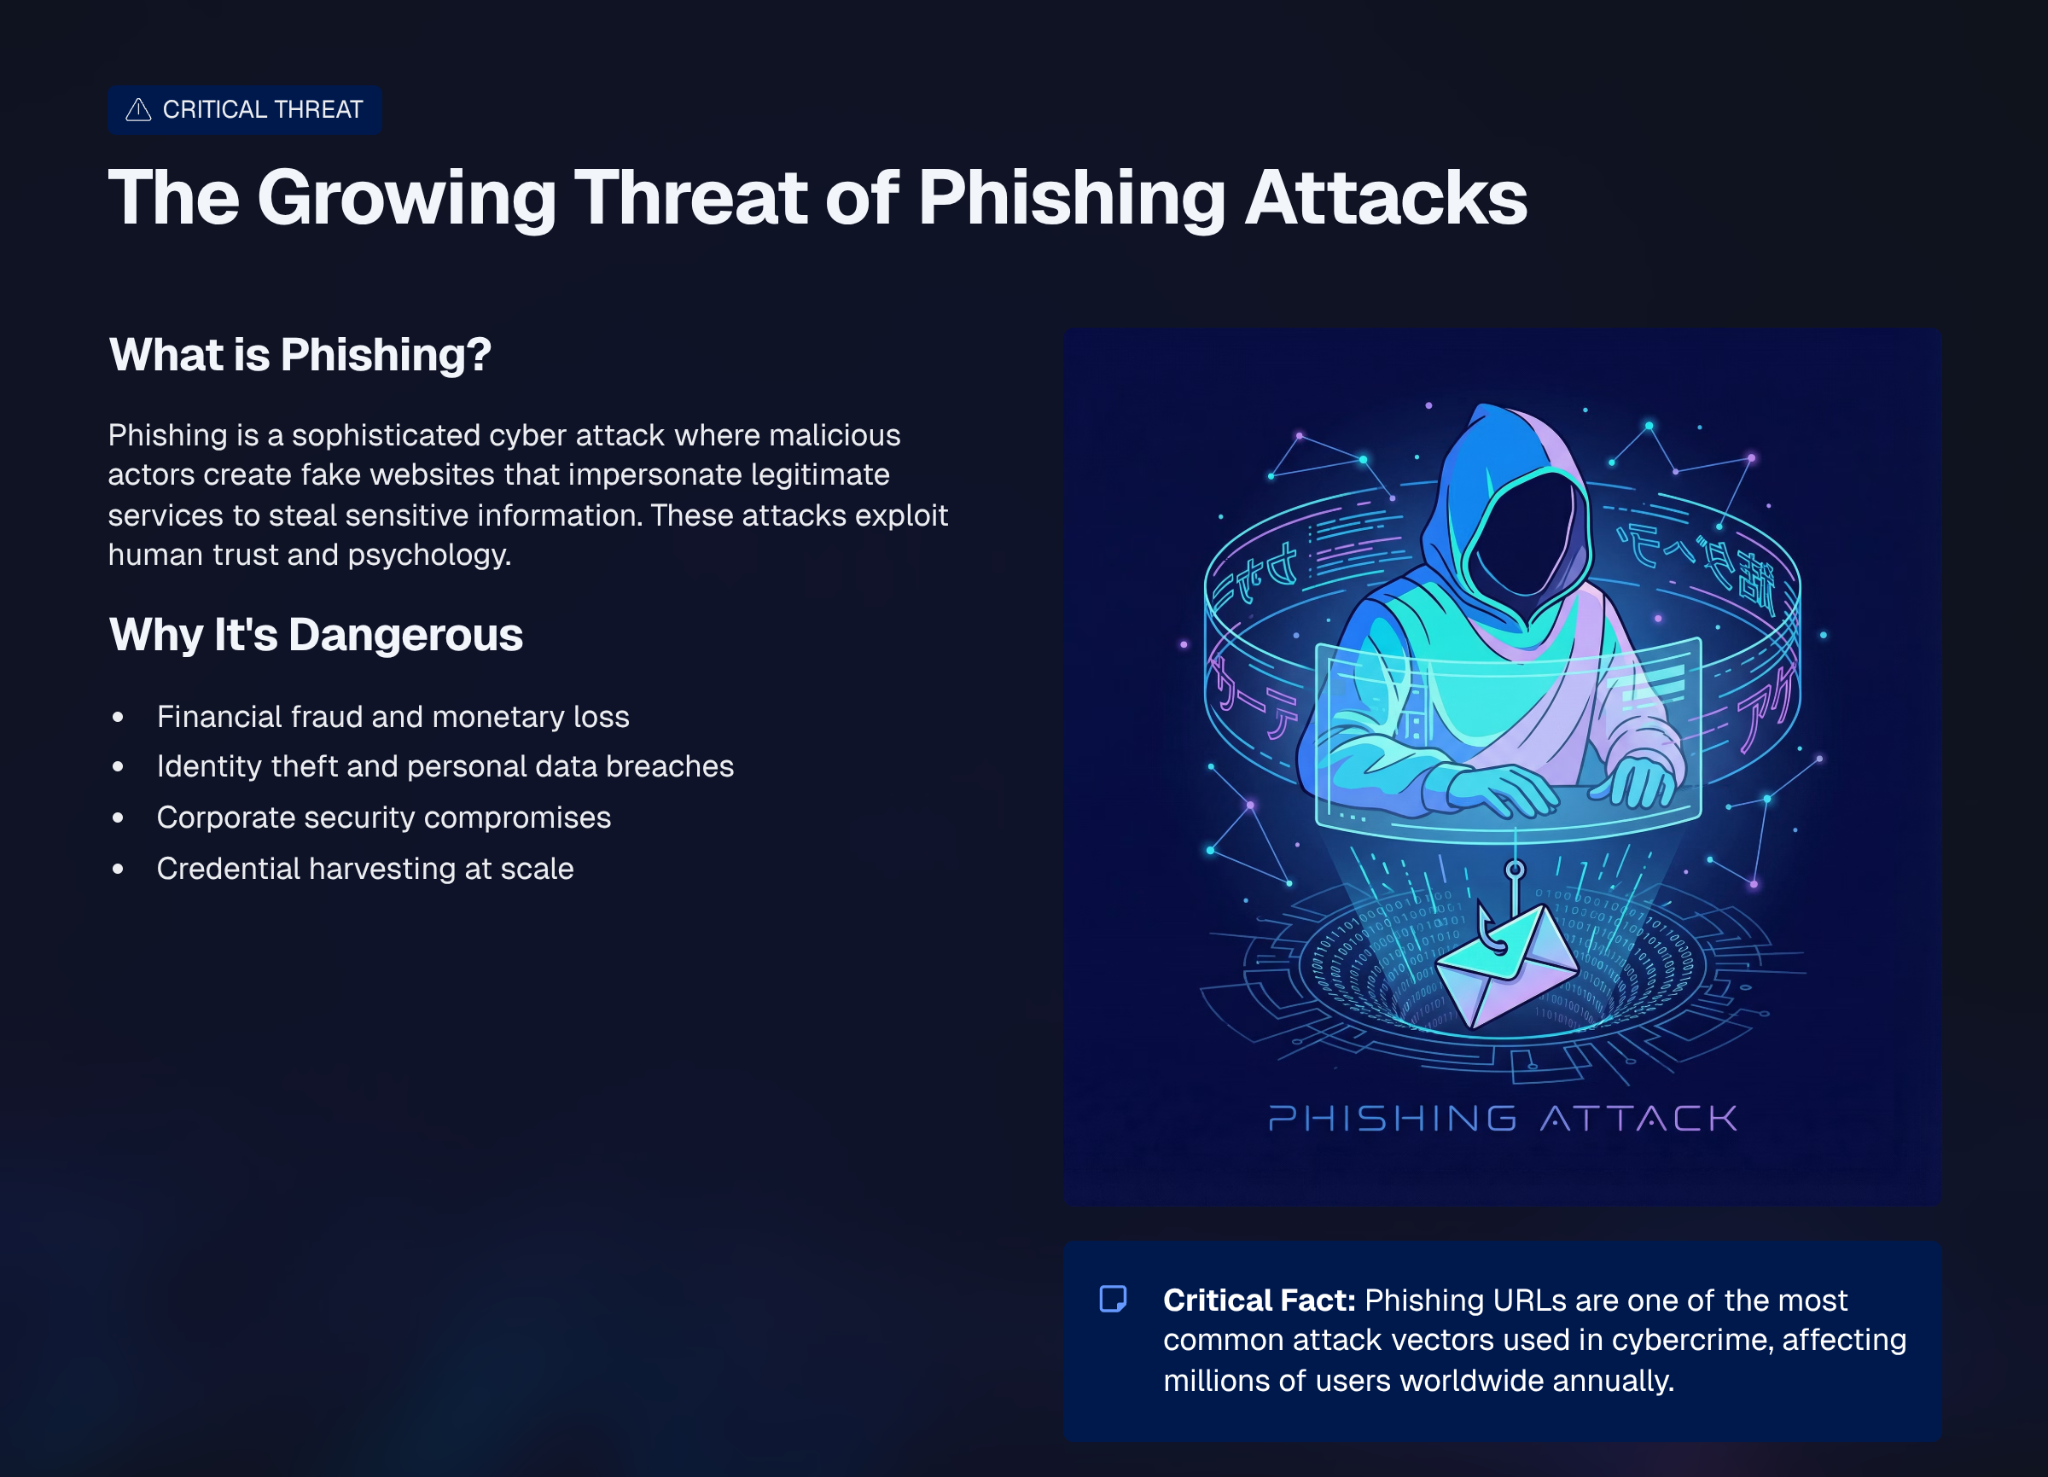 CRITICAL THREAT
The Growing Threat of Phishing Attacks
What is Phishing?
Phishing is a sophisticated cyber attack where malicious
actors create fake websites that impersonate legitimate
services to steal sensitive information. These attacks exploit
human trust and psychology.
Why It's Dangerous
• Financial fraud and monetary loss
• Identity theft and personal data breaches
• Corporate security compromises
• Credential harvesting at scale
PHISHING ATTACK
Critical Fact: Phishing URLs are one of the most
common attack vectors used in cybercrime, affecting
millions of users worldwide annually.